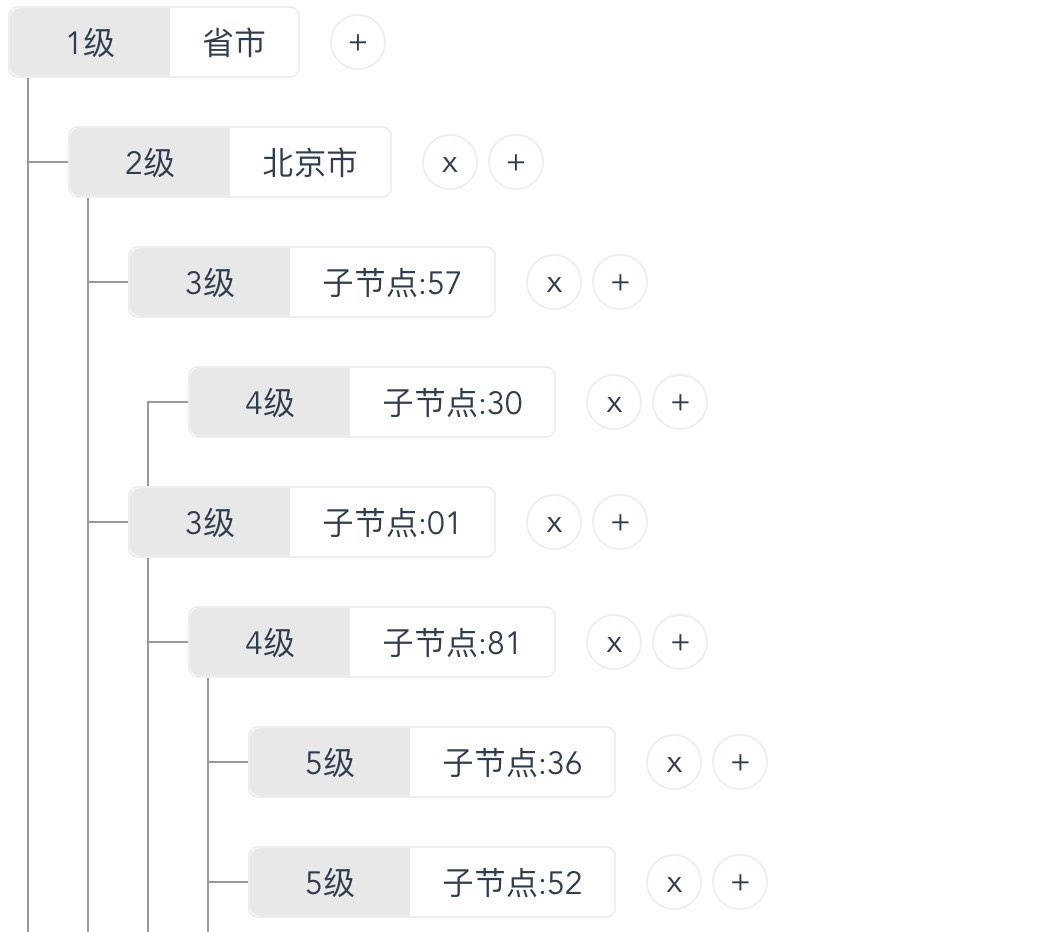 1级 省市 +
2级 北京市 x +
3级 子节点:57 x +
4级 子节点:30 x +
3级 子节点:01 x +
4级 子节点:81 x +
5级 子节点:36 x +
5级 子节点:52 x +